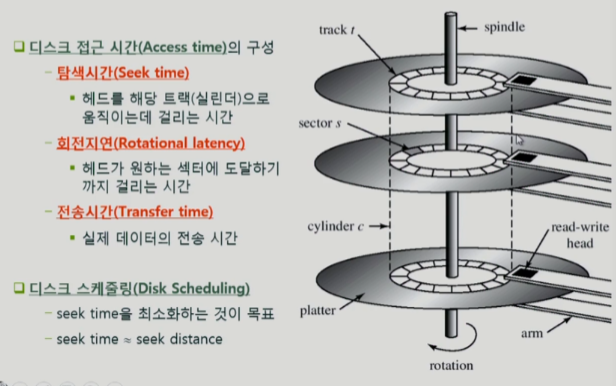 디스크 접근 시간(Access time)의 구성
- 탐색시간(Seek time)
▪ 헤드를 해당 트랙(실린더)으로
움직이는데 걸리는 시간
- 회전지연(Rotational latency)
▪ 헤드가 원하는 섹터에 도달하기
까지 걸리는 시간
- 전송시간(Transfer time)
▪ 실제 데이터의 전송 시간
디스크 스케줄링(Disk Scheduling)
- seek time을 최소화하는 것이 목표
- seek time ≈ seek distance
track t
spindle
sector s
cylinder c
read-write
head
platter
arm
rotation